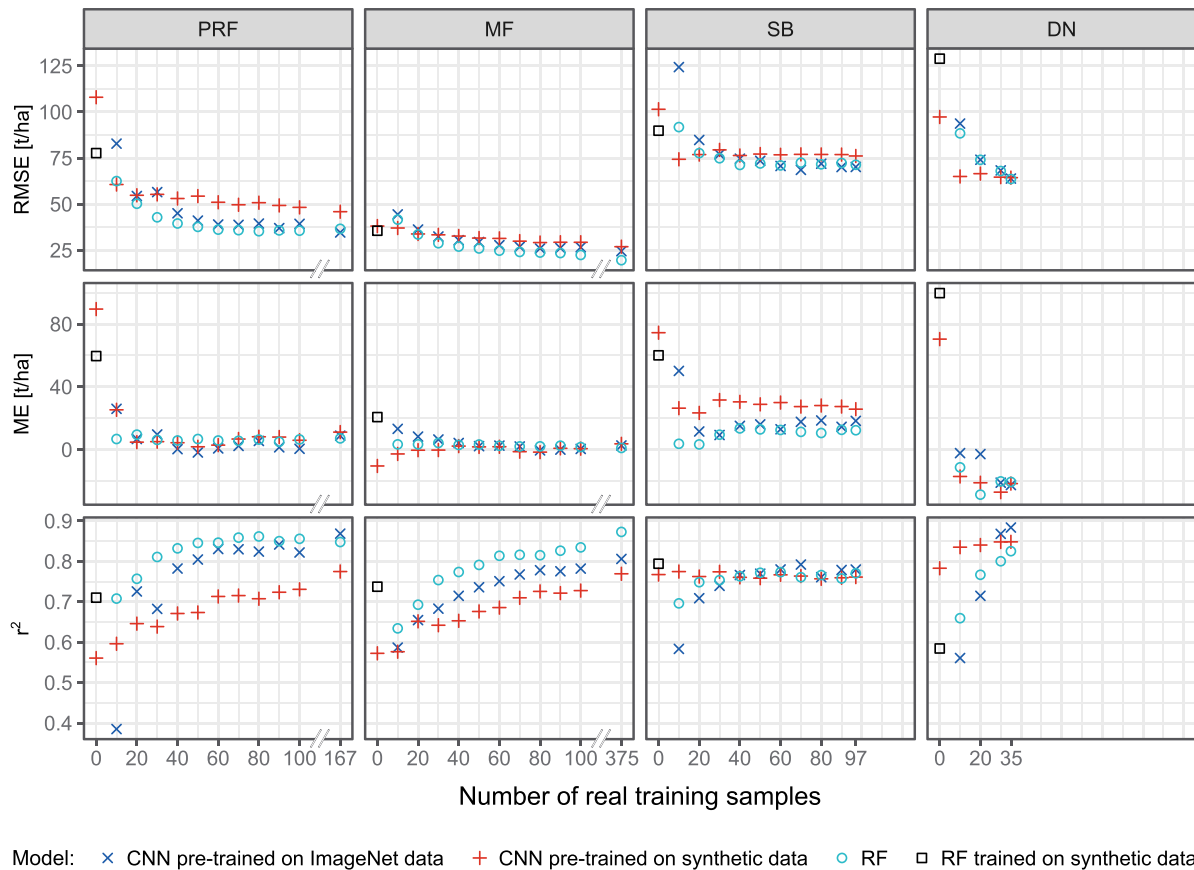 PRF MF SB DN
RMSE [t/ha]
125
100
75
50
25
ME [t/ha]
80
40
0
r2
0.9
0.8
0.7
0.6
0.5
0.4
0 20 40 60 80 100 167 0 20 40 60 80 100 375 0 20 40 60 80 97 0 20 35
Number of real training samples
Model: CNN pre-trained on ImageNet data CNN pre-trained on synthetic data RF RF trained on synthetic data